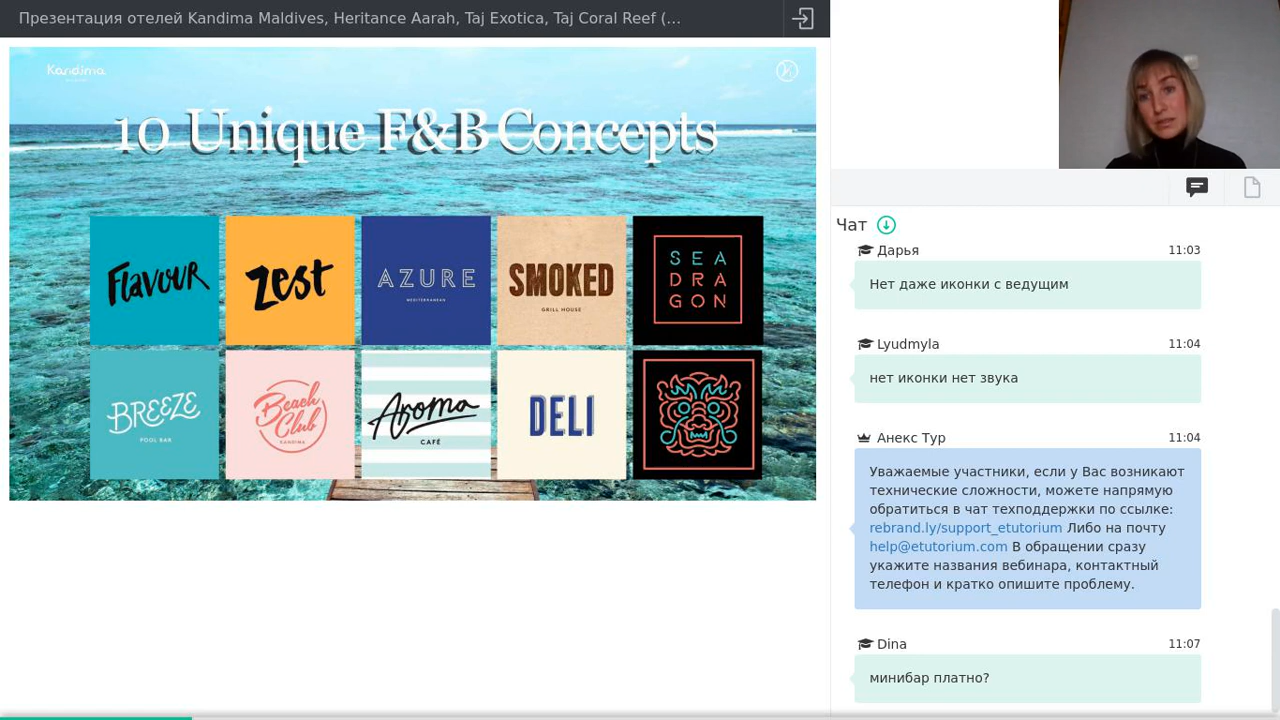 Презентация отелей Kandima Maldives, Heritance Aarah, Taj Exotica, Taj Coral Reef (...
Kandima
10 Unique F&B Concepts
Flavour
zest
AZURE
MEDITERRANEAN
SMOKED
GRILL HOUSE
SEA
DRA
GON
BREEZE
POOL BAR
Beach
Club
KANDIMA
Aroma
CAFÉ
DELI
Чат
Дарья 11:03
Нет даже иконки с ведущим
Lyudmyla 11:04
нет иконки нет звука
Анекс Тур 11:04
Уважаемые участники, если у Вас возникают
технические сложности, можете напрямую
обратиться в чат техподдержки по ссылке:
rebrand.ly/support_etutorium Либо на почту
help@etutorium.com В обращении сразу
укажите названия вебинара, контактный
телефон и кратко опишите проблему.
Dina 11:07
минибар платно?